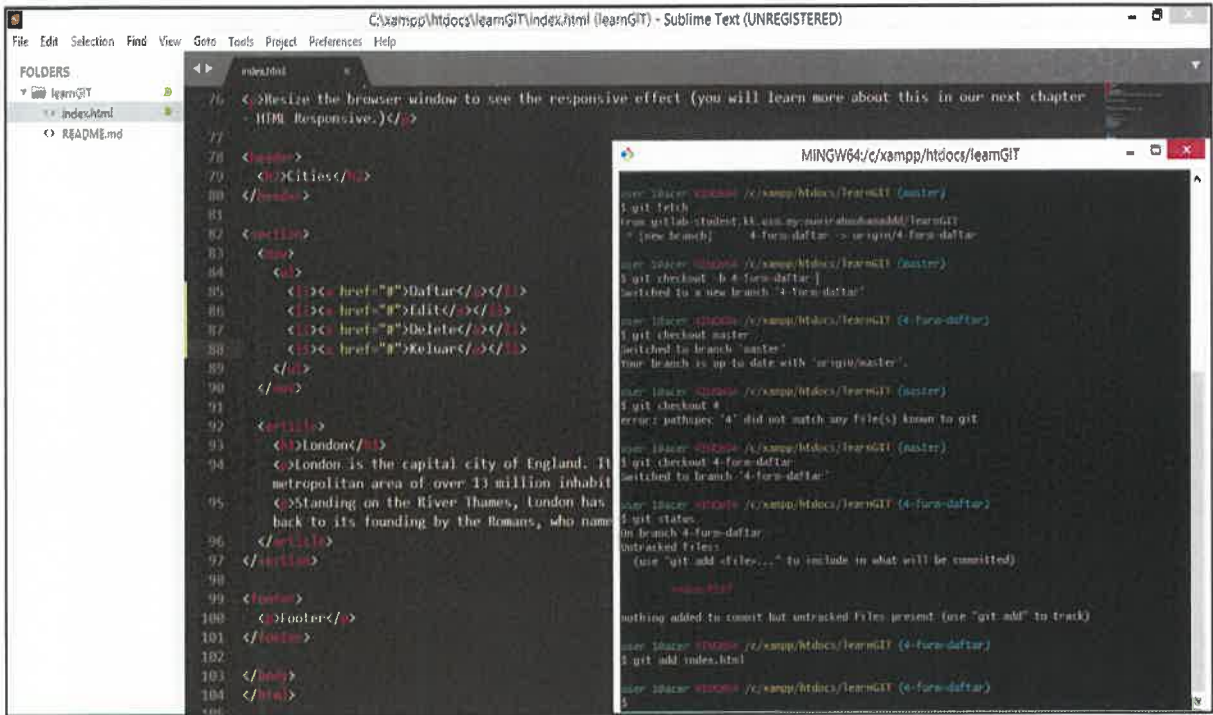 C:\xampp\htdocs\learnGIT\index.html (learnGIT) - Sublime Text (UNREGISTERED)
File Edit Selection Find View Goto Tools Project Preferences Help
FOLDERS
learnGIT
index.html
README.md
index.html
76 <p>Resize the browser window to see the responsive effect (you will learn more about this in our next chapter
- HTML Responsive.)</p>
77
78 <header>
79 <h2>Cities</h2>
80 </header>
81
82 <section>
83 <nav>
84 <ul>
85 <li><a href="#">Daftar</a></li>
86 <li><a href="#">Edit</a></li>
87 <li><a href="#">Delete</a></li>
88 <li><a href="#">Keluar</a></li>
89 </ul>
90 </nav>
91
92 <article>
93 <h1>London</h1>
94 <p>London is the capital city of England. It
metropolitan area of over 13 million inhabit
95 <p>Standing on the River Thames, London has
back to its founding by the Romans, who name
96 </article>
97 </section>
98
99 <footer>
100 <p>Footer</p>
101 </footer>
102
103 </body>
104 </html>
MINGW64:/c/xampp/htdocs/learnGIT
/c/xampp/htdocs/learnGIT (master)
$ git fetch
From
* [new branch] 4-form-daftar -> origin/4-form-daftar
/c/xampp/htdocs/learnGIT (master)
$ git checkout -b 4-form-daftar
Switched to a new branch '4-form-daftar'
/c/xampp/htdocs/learnGIT (4-form-daftar)
$ git checkout master
Switched to branch 'master'
Your branch is up to date with 'origin/master'.
/c/xampp/htdocs/learnGIT (master)
$ git checkout 4
error: pathspec '4' did not match any file(s) known to git
/c/xampp/htdocs/learnGIT (master)
$ git checkout 4-form-daftar
Switched to branch '4-form-daftar'
/c/xampp/htdocs/learnGIT (4-form-daftar)
$ git status
On branch 4-form-daftar
Untracked files:
(use "git add <file>..." to include in what will be committed)
index.html
nothing added to commit but untracked files present (use "git add" to track)
/c/xampp/htdocs/learnGIT (4-form-daftar)
$ git add index.html
/c/xampp/htdocs/learnGIT (4-form-daftar)
$